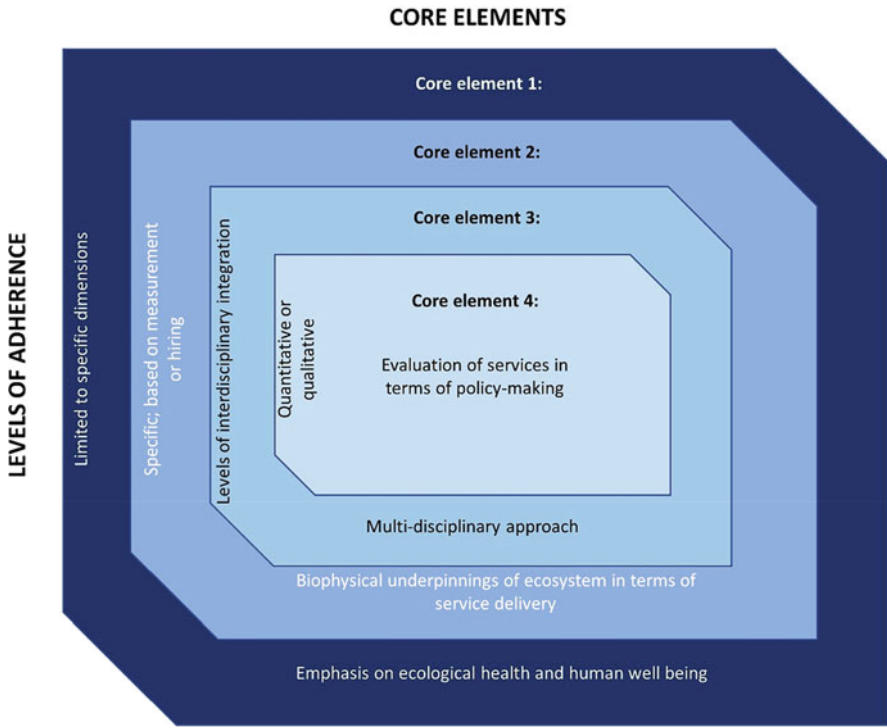 CORE ELEMENTS
LEVELS OF ADHERENCE
Core element 1:
Limited to specific dimensions
Emphasis on ecological health and human well being
Core element 2:
Specific; based on measurement
or hiring
Biophysical underpinnings of ecosystem in terms of
service delivery
Core element 3:
Levels of interdisciplinary integration
Multi-disciplinary approach
Core element 4:
Quantitative or
qualitative
Evaluation of services in
terms of policy-making